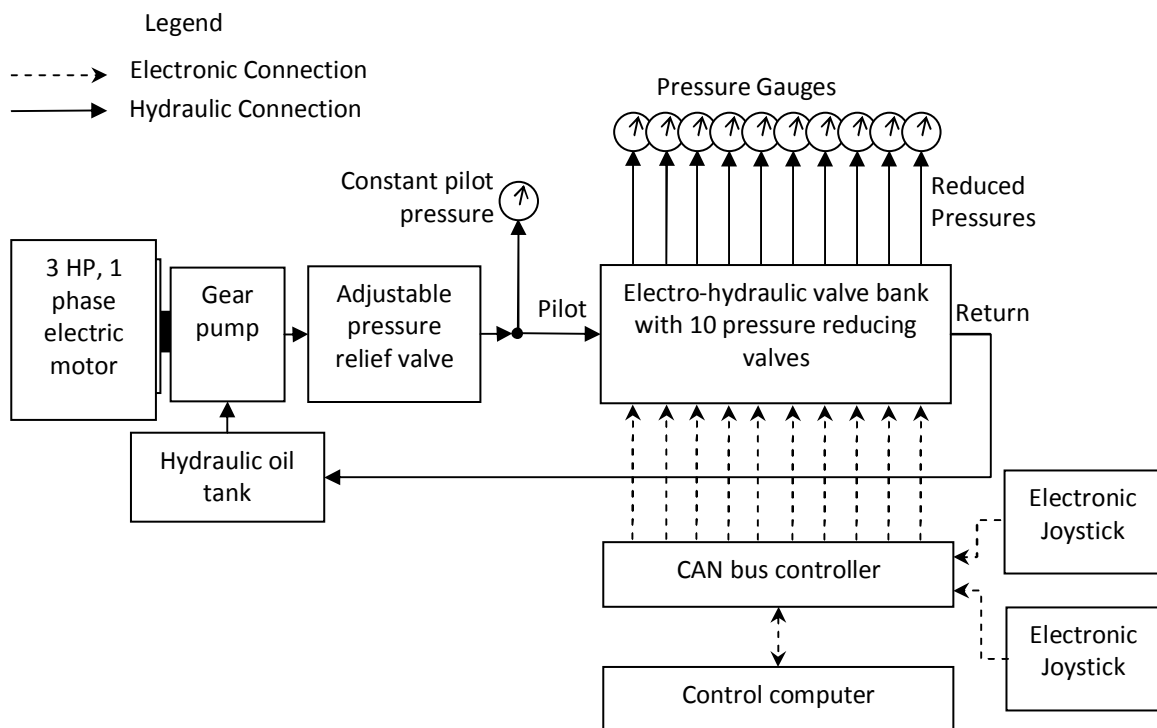 Legend
Electronic Connection
Hydraulic Connection
Pressure Gauges
Constant pilot
pressure
Reduced
Pressures
3 HP, 1
phase
electric
motor
Gear
pump
Adjustable
pressure
relief valve
Pilot
Electro-hydraulic valve bank
with 10 pressure reducing
valves
Return
Hydraulic oil
tank
Electronic
Joystick
CAN bus controller
Electronic
Joystick
Control computer